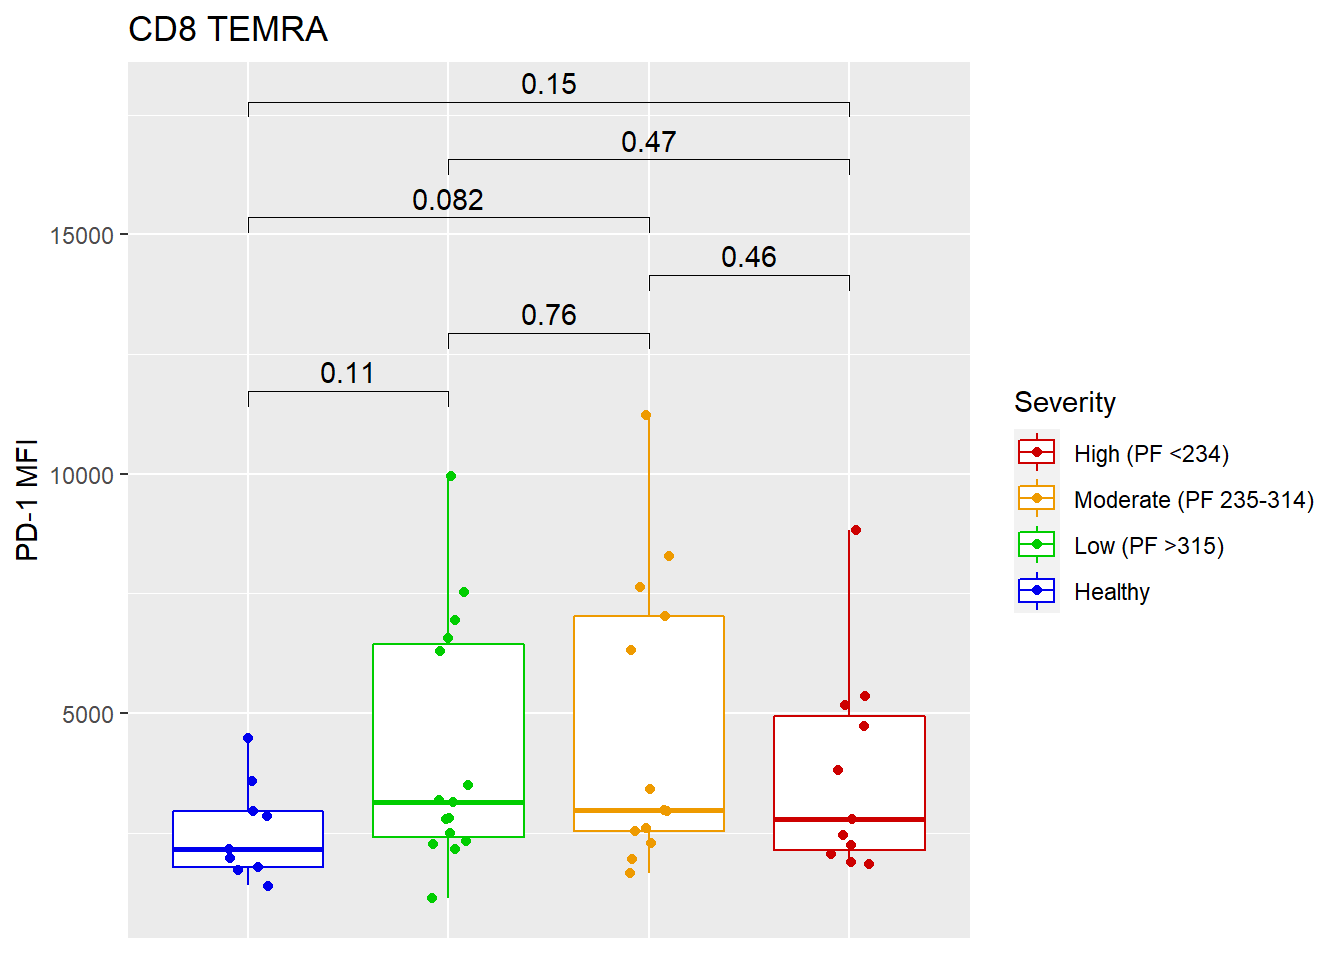 CD8 TEMRA
0.15
0.47
0.082
15000
0.46
0.76
0.11
10000
5000
PD-1 MFI
Severity
High (PF <234)
Moderate (PF 235-314)
Low (PF >315)
Healthy